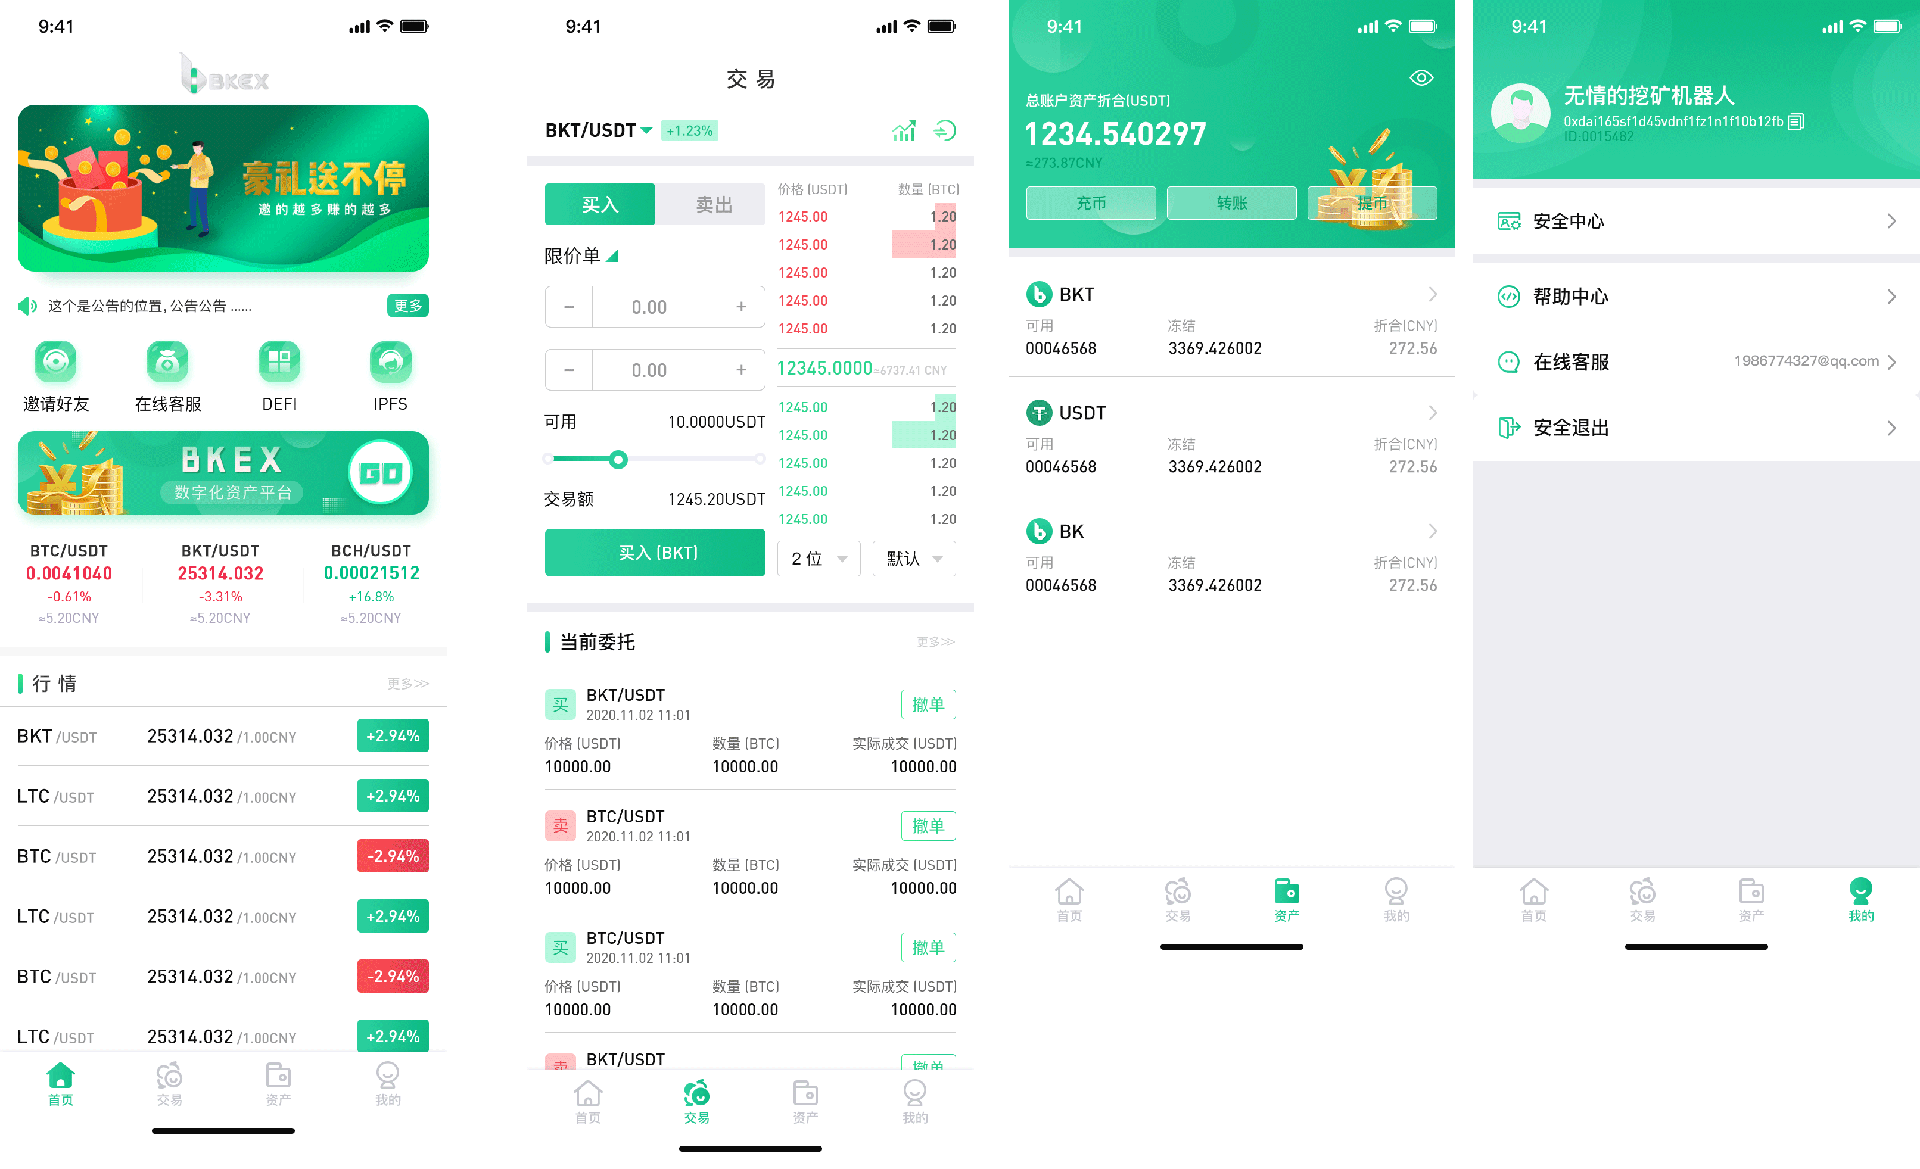 9:41
BKEX
豪礼送不停
邀的越多赚的越多
这个是公告的位置,公告公告 ......
更多
邀请好友
在线客服
DEFI
IPFS
BKEX
数字化资产平台
GO
BTC/USDT
BKT/USDT
BCH/USDT
0.0041040
25314.032
0.00021512
-0.61%
-3.31%
+16.8%
≈5.20CNY
≈5.20CNY
≈5.20CNY
行 情
更多>>
BKT /USDT
25314.032 /1.00CNY
+2.94%
LTC /USDT
25314.032 /1.00CNY
+2.94%
BTC /USDT
25314.032 /1.00CNY
-2.94%
LTC /USDT
25314.032 /1.00CNY
+2.94%
BTC /USDT
25314.032 /1.00CNY
-2.94%
LTC /USDT
25314.032 /1.00CNY
+2.94%
首页
交易
资产
我的
9:41
交 易
BKT/USDT
+1.23%
买入
卖出
限价单
− 0.00 +
− 0.00 +
可用
10.0000USDT
交易额
1245.20USDT
买入 (BKT)
价格 (USDT)
数量 (BTC)
1245.00
1.20
1245.00
1.20
1245.00
1.20
1245.00
1.20
1245.00
1.20
12345.0000≈6737.41 CNY
1245.00
1.20
1245.00
1.20
1245.00
1.20
1245.00
1.20
1245.00
1.20
2 位
默认
当前委托
更多>>
买
BKT/USDT
2020.11.02 11:01
撤单
价格 (USDT)
数量 (BTC)
实际成交 (USDT)
10000.00
10000.00
10000.00
卖
BTC/USDT
2020.11.02 11:01
撤单
价格 (USDT)
数量 (BTC)
实际成交 (USDT)
10000.00
10000.00
10000.00
买
BTC/USDT
2020.11.02 11:01
撤单
价格 (USDT)
数量 (BTC)
实际成交 (USDT)
10000.00
10000.00
10000.00
卖
BKT/USDT
撤单
首页
交易
资产
我的
9:41
总账户资产折合(USDT)
1234.540297
≈273.87CNY
充币
转账
提币
BKT
可用
冻结
折合(CNY)
00046568
3369.426002
272.56
USDT
可用
冻结
折合(CNY)
00046568
3369.426002
272.56
BK
可用
冻结
折合(CNY)
00046568
3369.426002
272.56
首页
交易
资产
我的
9:41
无情的挖矿机器人
0xdai165sf1d45vdnf1fz1n1f10b12fb
ID:0015482
安全中心
帮助中心
在线客服
1986774327@qq.com
安全退出
首页
交易
资产
我的